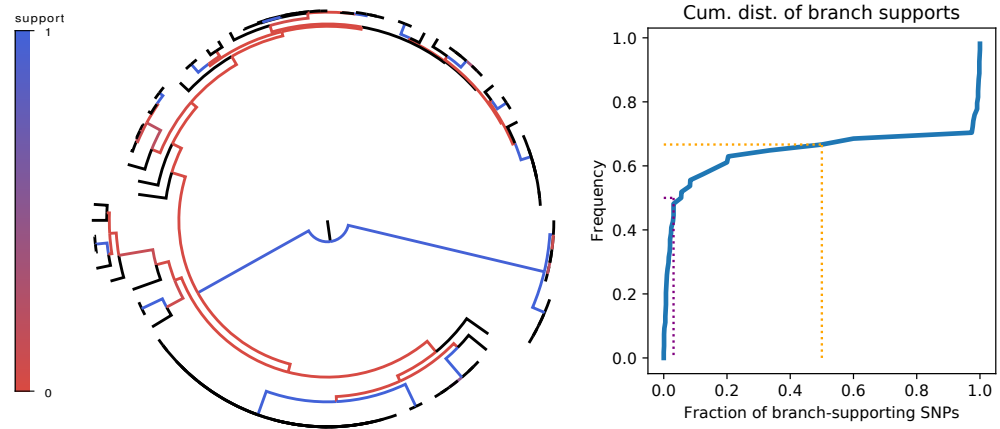 support
1
0
Cum. dist. of branch supports
Frequency
1.0
0.8
0.6
0.4
0.2
0.0
0.0 0.2 0.4 0.6 0.8 1.0
Fraction of branch-supporting SNPs